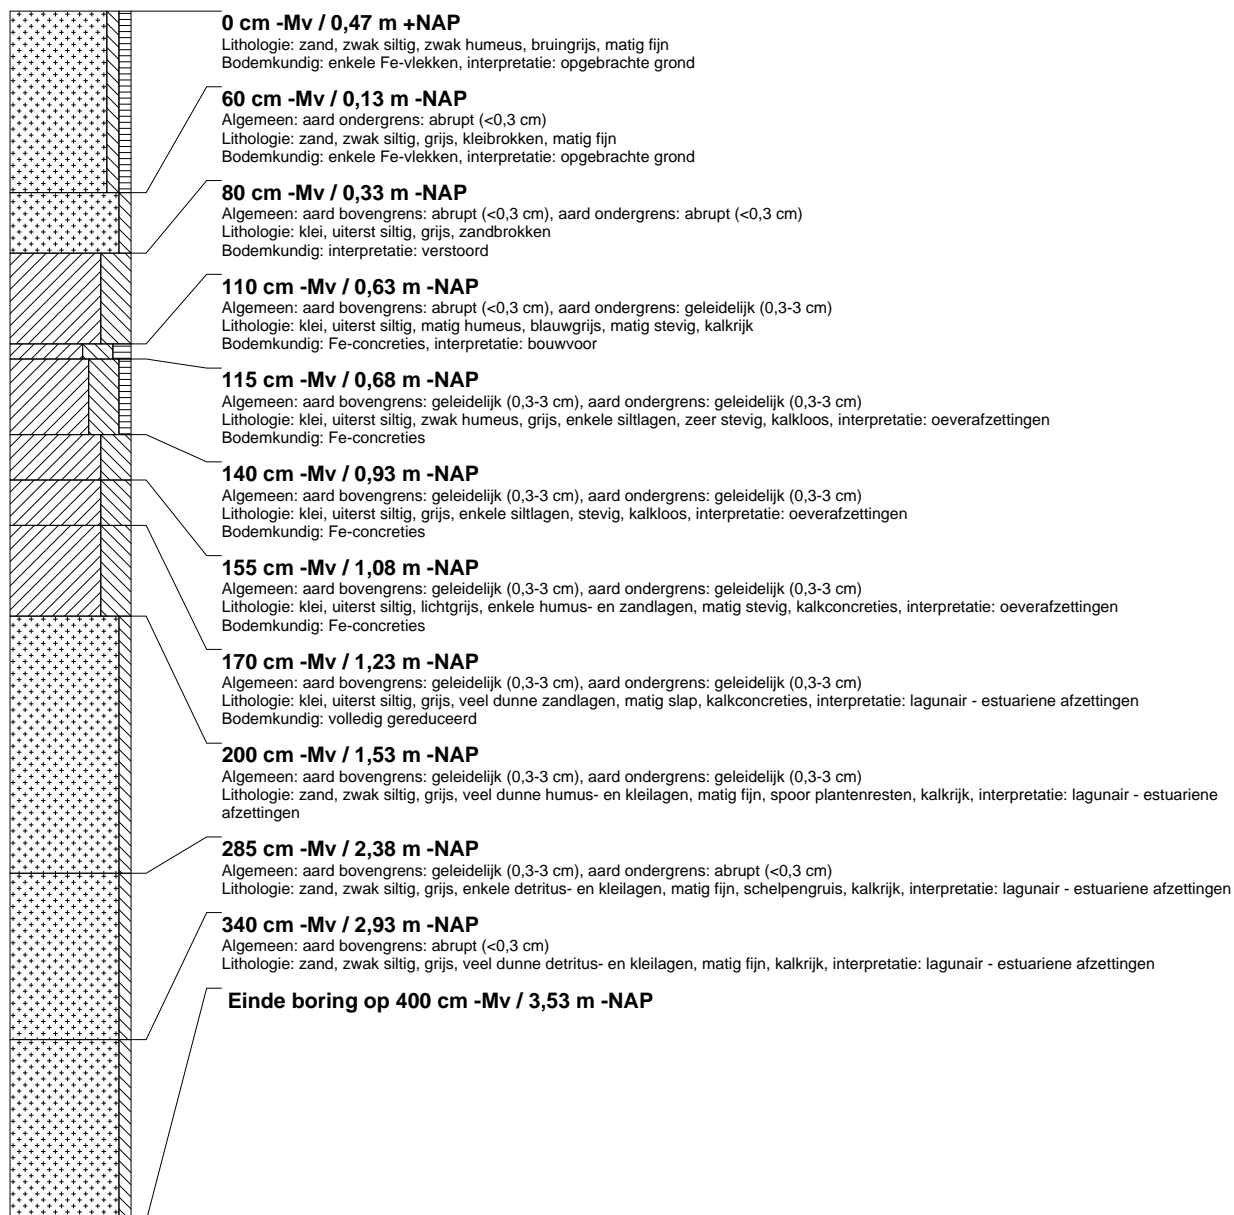 0 cm -Mv / 0,47 m +NAP
Lithologie: zand, zwak siltig, zwak humeus, bruingrijs, matig fijn
Bodemkundig: enkele Fe-vlekken, interpretatie: opgebrachte grond
60 cm -Mv / 0,13 m -NAP
Algemeen: aard ondergrens: abrupt (<0,3 cm)
Lithologie: zand, zwak siltig, grijs, kleibrokken, matig fijn
Bodemkundig: enkele Fe-vlekken, interpretatie: opgebrachte grond
80 cm -Mv / 0,33 m -NAP
Algemeen: aard bovengrens: abrupt (<0,3 cm), aard ondergrens: abrupt (<0,3 cm)
Lithologie: klei, uiterst siltig, grijs, zandbrokken
Bodemkundig: interpretatie: verstoord
110 cm -Mv / 0,63 m -NAP
Algemeen: aard bovengrens: abrupt (<0,3 cm), aard ondergrens: geleidelijk (0,3-3 cm)
Lithologie: klei, uiterst siltig, matig humeus, blauwgrijs, matig stevig, kalkrijk
Bodemkundig: Fe-concreties, interpretatie: bouwvoor
115 cm -Mv / 0,68 m -NAP
Algemeen: aard bovengrens: geleidelijk (0,3-3 cm), aard ondergrens: geleidelijk (0,3-3 cm)
Lithologie: klei, uiterst siltig, zwak humeus, grijs, enkele siltlagen, zeer stevig, kalkloos, interpretatie: oeverafzettingen
Bodemkundig: Fe-concreties
140 cm -Mv / 0,93 m -NAP
Algemeen: aard bovengrens: geleidelijk (0,3-3 cm), aard ondergrens: geleidelijk (0,3-3 cm)
Lithologie: klei, uiterst siltig, grijs, enkele siltlagen, stevig, kalkloos, interpretatie: oeverafzettingen
Bodemkundig: Fe-concreties
155 cm -Mv / 1,08 m -NAP
Algemeen: aard bovengrens: geleidelijk (0,3-3 cm), aard ondergrens: geleidelijk (0,3-3 cm)
Lithologie: klei, uiterst siltig, lichtgrijs, enkele humus- en zandlagen, matig stevig, kalkconcreties, interpretatie: oeverafzettingen
Bodemkundig: Fe-concreties
170 cm -Mv / 1,23 m -NAP
Algemeen: aard bovengrens: geleidelijk (0,3-3 cm), aard ondergrens: geleidelijk (0,3-3 cm)
Lithologie: klei, uiterst siltig, grijs, veel dunne zandlagen, matig slap, kalkconcreties, interpretatie: lagunair - estuariene afzettingen
Bodemkundig: volledig gereduceerd
200 cm -Mv / 1,53 m -NAP
Algemeen: aard bovengrens: geleidelijk (0,3-3 cm), aard ondergrens: geleidelijk (0,3-3 cm)
Lithologie: zand, zwak siltig, grijs, veel dunne humus- en kleilagen, matig fijn, spoor plantenresten, kalkrijk, interpretatie: lagunair - estuariene
afzettingen
285 cm -Mv / 2,38 m -NAP
Algemeen: aard bovengrens: geleidelijk (0,3-3 cm), aard ondergrens: abrupt (<0,3 cm)
Lithologie: zand, zwak siltig, grijs, enkele detritus- en kleilagen, matig fijn, schelpengruis, kalkrijk, interpretatie: lagunair - estuariene afzettingen
340 cm -Mv / 2,93 m -NAP
Algemeen: aard bovengrens: abrupt (<0,3 cm)
Lithologie: zand, zwak siltig, grijs, veel dunne detritus- en kleilagen, matig fijn, kalkrijk, interpretatie: lagunair - estuariene afzettingen
Einde boring op 400 cm -Mv / 3,53 m -NAP